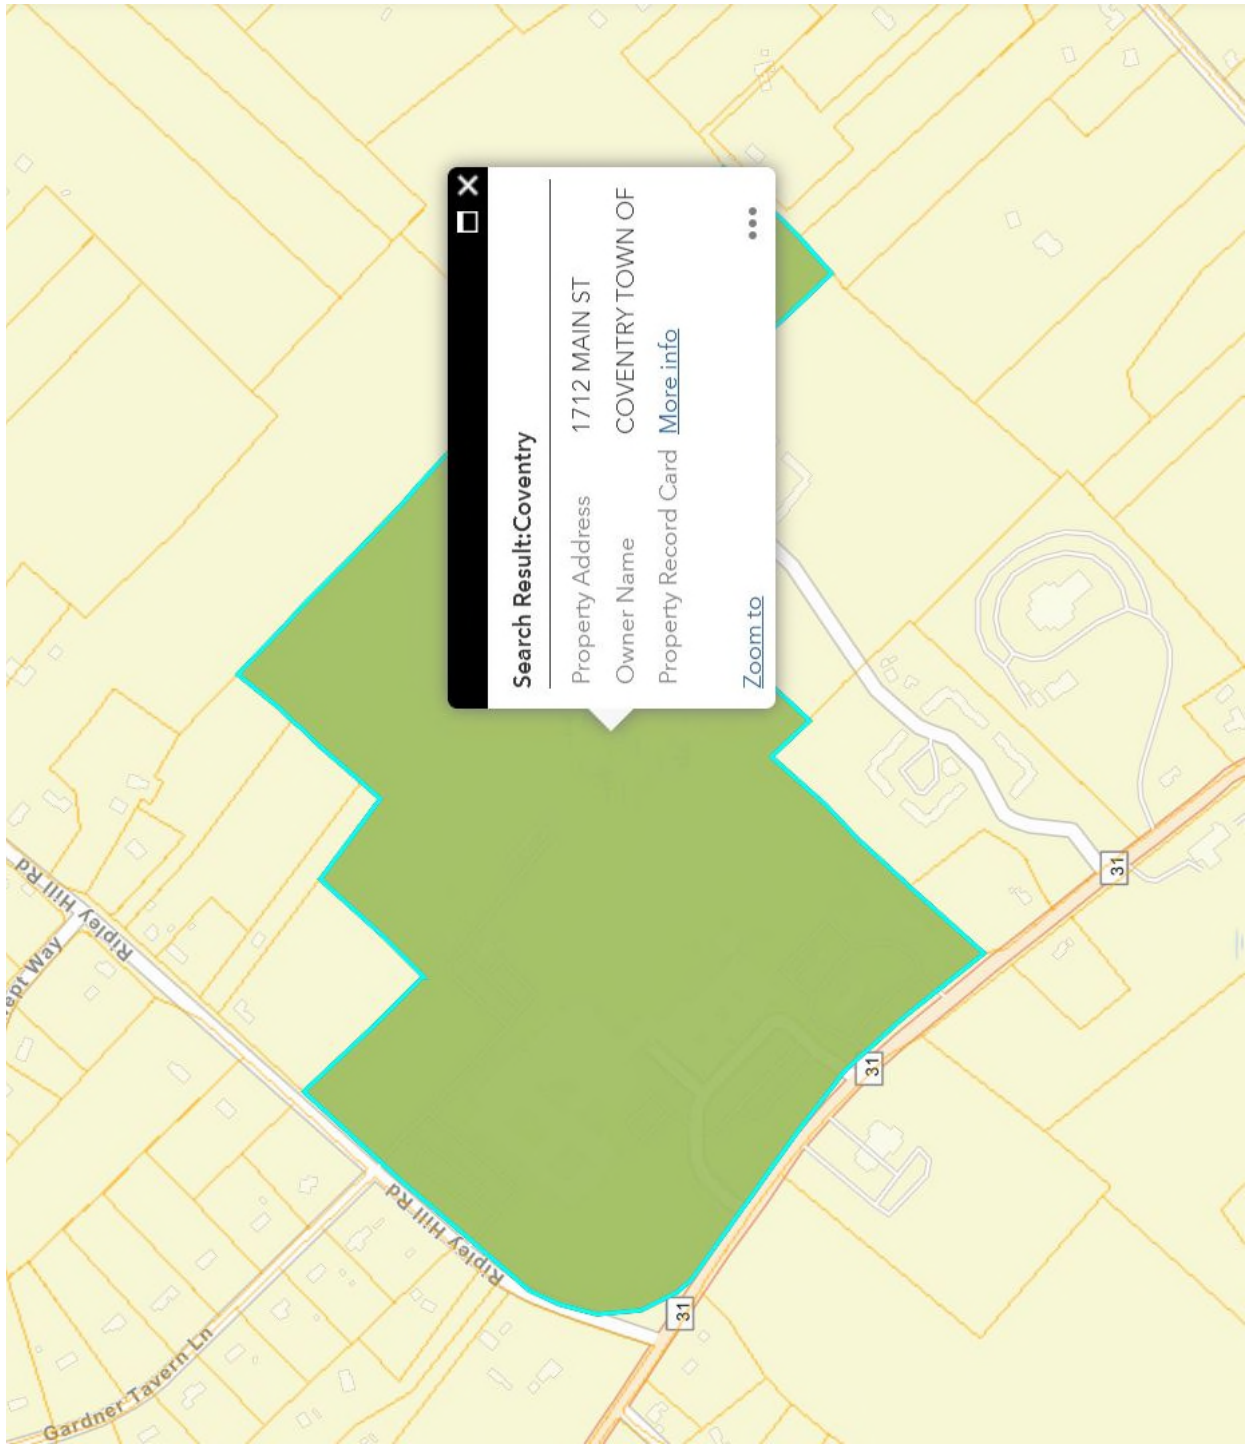 Search Result:Coventry
Property Address 1712 MAIN ST
Owner Name COVENTRY TOWN OF
Property Record Card More info
Zoom to
Ripley Hill Rd
Way
Ripley Hill Rd
Gardner Tavern Ln
31
31
31